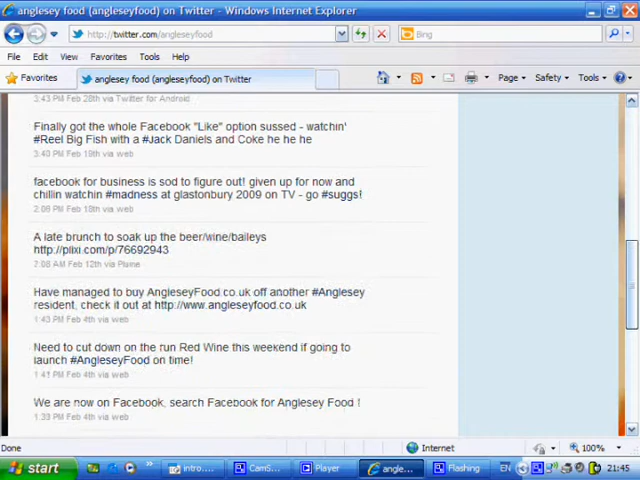 anglesey food (angleseyfood) on Twitter - Windows Internet Explorer
http://twitter.com/angleseyfood
Bing
File Edit View Favorites Tools Help
Favorites anglesey food (angleseyfood) on Twitter Page Safety Tools
3:43 PM Feb 28th via Twitter for Android
Finally got the whole Facebook "Like" option sussed - watchin'
#Reel Big Fish with a #Jack Daniels and Coke he he he
3:40 PM Feb 19th via web
facebook for business is sod to figure out! given up for now and
chillin watchin #madness at glastonbury 2009 on TV - go #suggs!
2:06 PM Feb 18th via web
A late brunch to soak up the beer/wine/baileys
http://plixi.com/p/76692943
7:08 AM Feb 12th via Plume
Have managed to buy AngleseyFood.co.uk off another #Anglesey
resident, check it out at http://www.angleseyfood.co.uk
1:43 PM Feb 4th via web
Need to cut down on the run Red Wine this weekend if going to
launch #AngleseyFood on time!
1:41 PM Feb 4th via web
We are now on Facebook, search Facebook for Anglesey Food !
1:33 PM Feb 4th via web
Done Internet 100%
start intro.... CamS... Player angle... Flashing EN 21:45